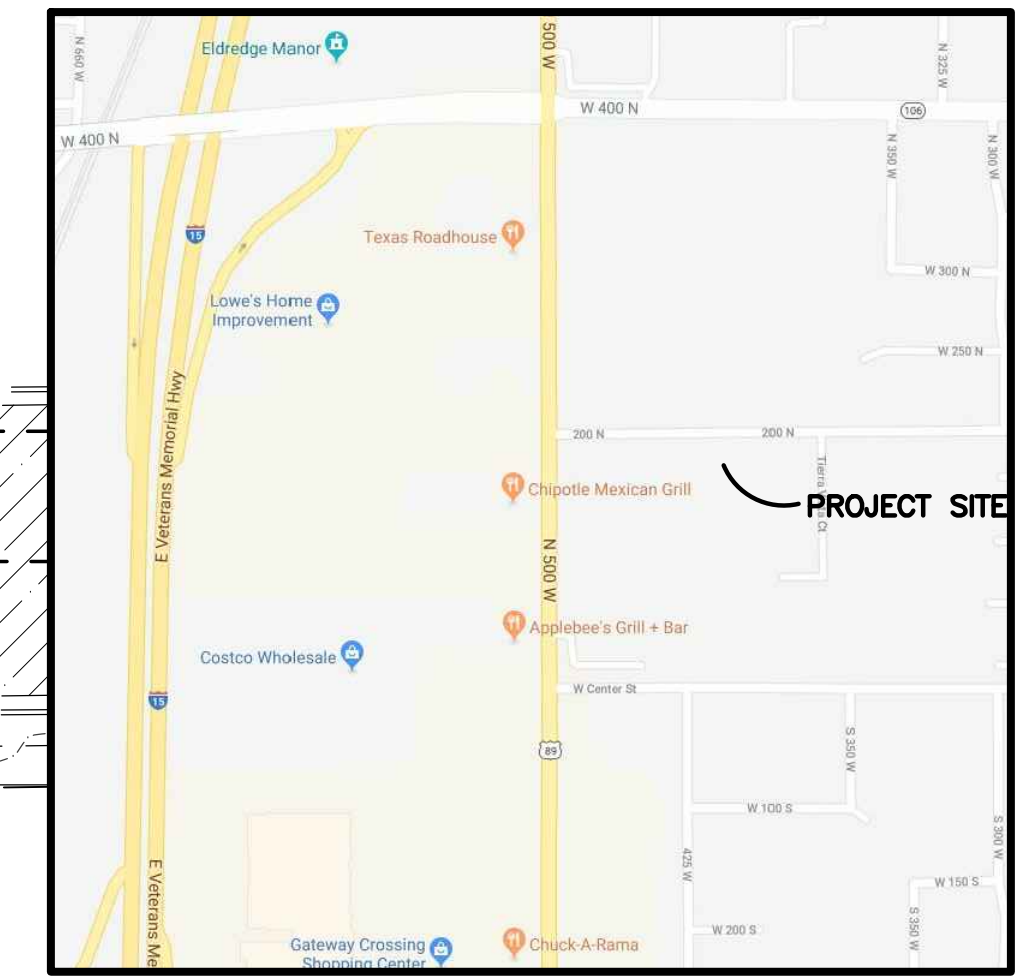 N 660 W
Eldredge Manor
500 W
N 325 W
W 400 N
106
W 400 N
N 350 W
N 300 W
15
Texas Roadhouse
W 300 N
Lowe's Home
Improvement
W 250 N
E Veterans Memorial Hwy
200 N
200 N
Chipotle Mexican Grill
PROJECT SITE
N 500 W
Applebee's Grill + Bar
Costco Wholesale
W Center St
15
89
S 350 W
W 100 S
425 W
S 300 W
E Veterans Me
W 150 S
S 350 W
W 200 S
Gateway Crossing
Shopping Center
Chuck-A-Rama
Tierra
Ct